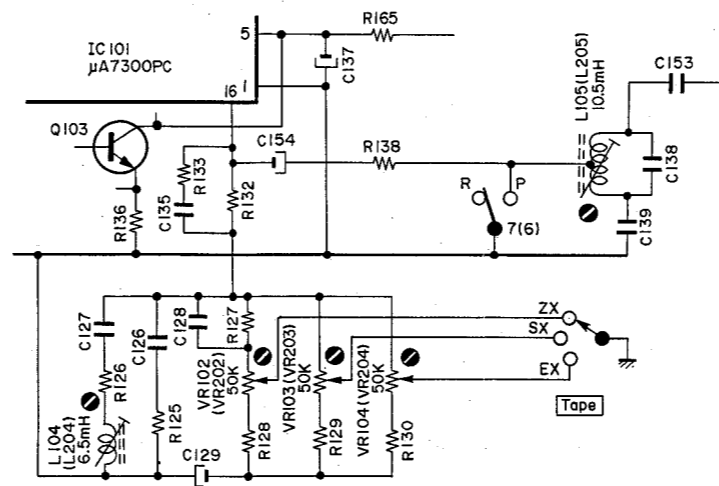 IC101
μA7300PC
5
1
16
R165
C137
Q103
R136
R133
C135
R132
C154
R138
R
P
7(6)
L105(L205)
10.5mH
C153
C138
C139
C127
R126
L104
(L204)
6.5mH
C126
R125
C128
R127
VR102
(VR202)
50K
R128
C129
VR103(VR203)
50K
R129
VR104(VR204)
50K
R130
ZX
SX
EX
Tape